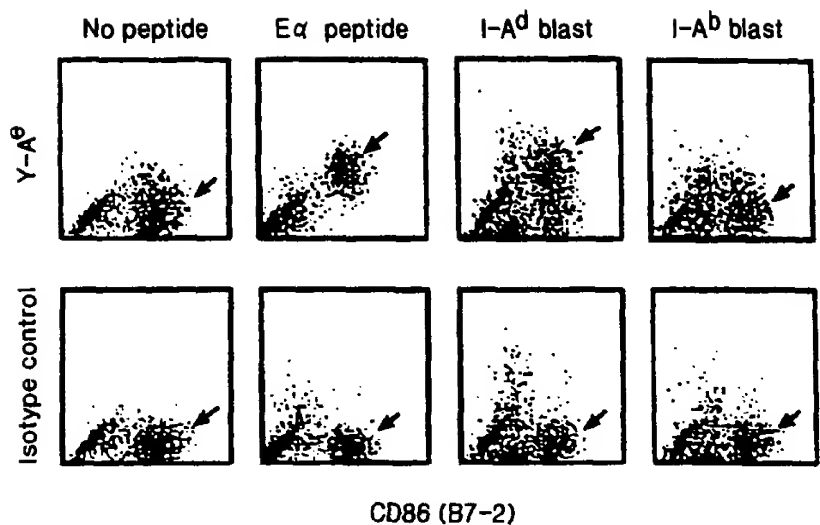 No peptide Eα peptide I-Aᵈ blast I-Aᵇ blast
Y-Aᵉ
Isotype control
CD86 (B7-2)